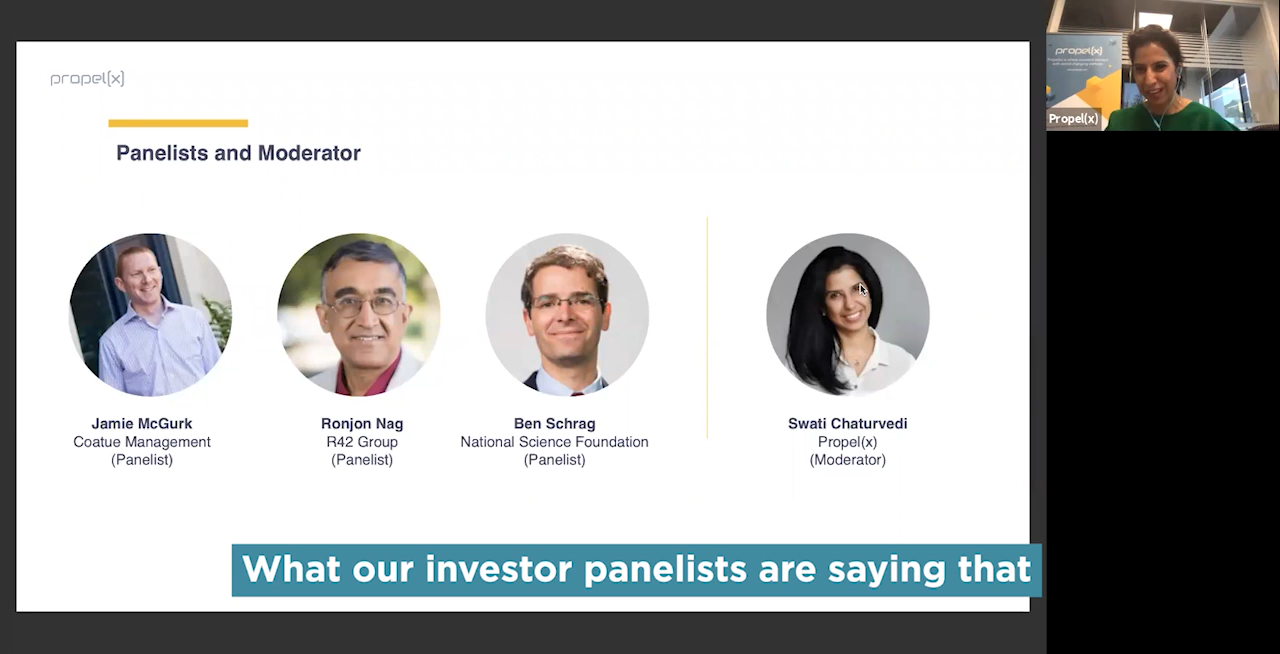 propel(x)
Panelists and Moderator
Jamie McGurk
Coatue Management
(Panelist)
Ronjon Nag
R42 Group
(Panelist)
Ben Schrag
National Science Foundation
(Panelist)
Swati Chaturvedi
Propel(x)
(Moderator)
What our investor panelists are saying that
propel(x)
Propel(x)